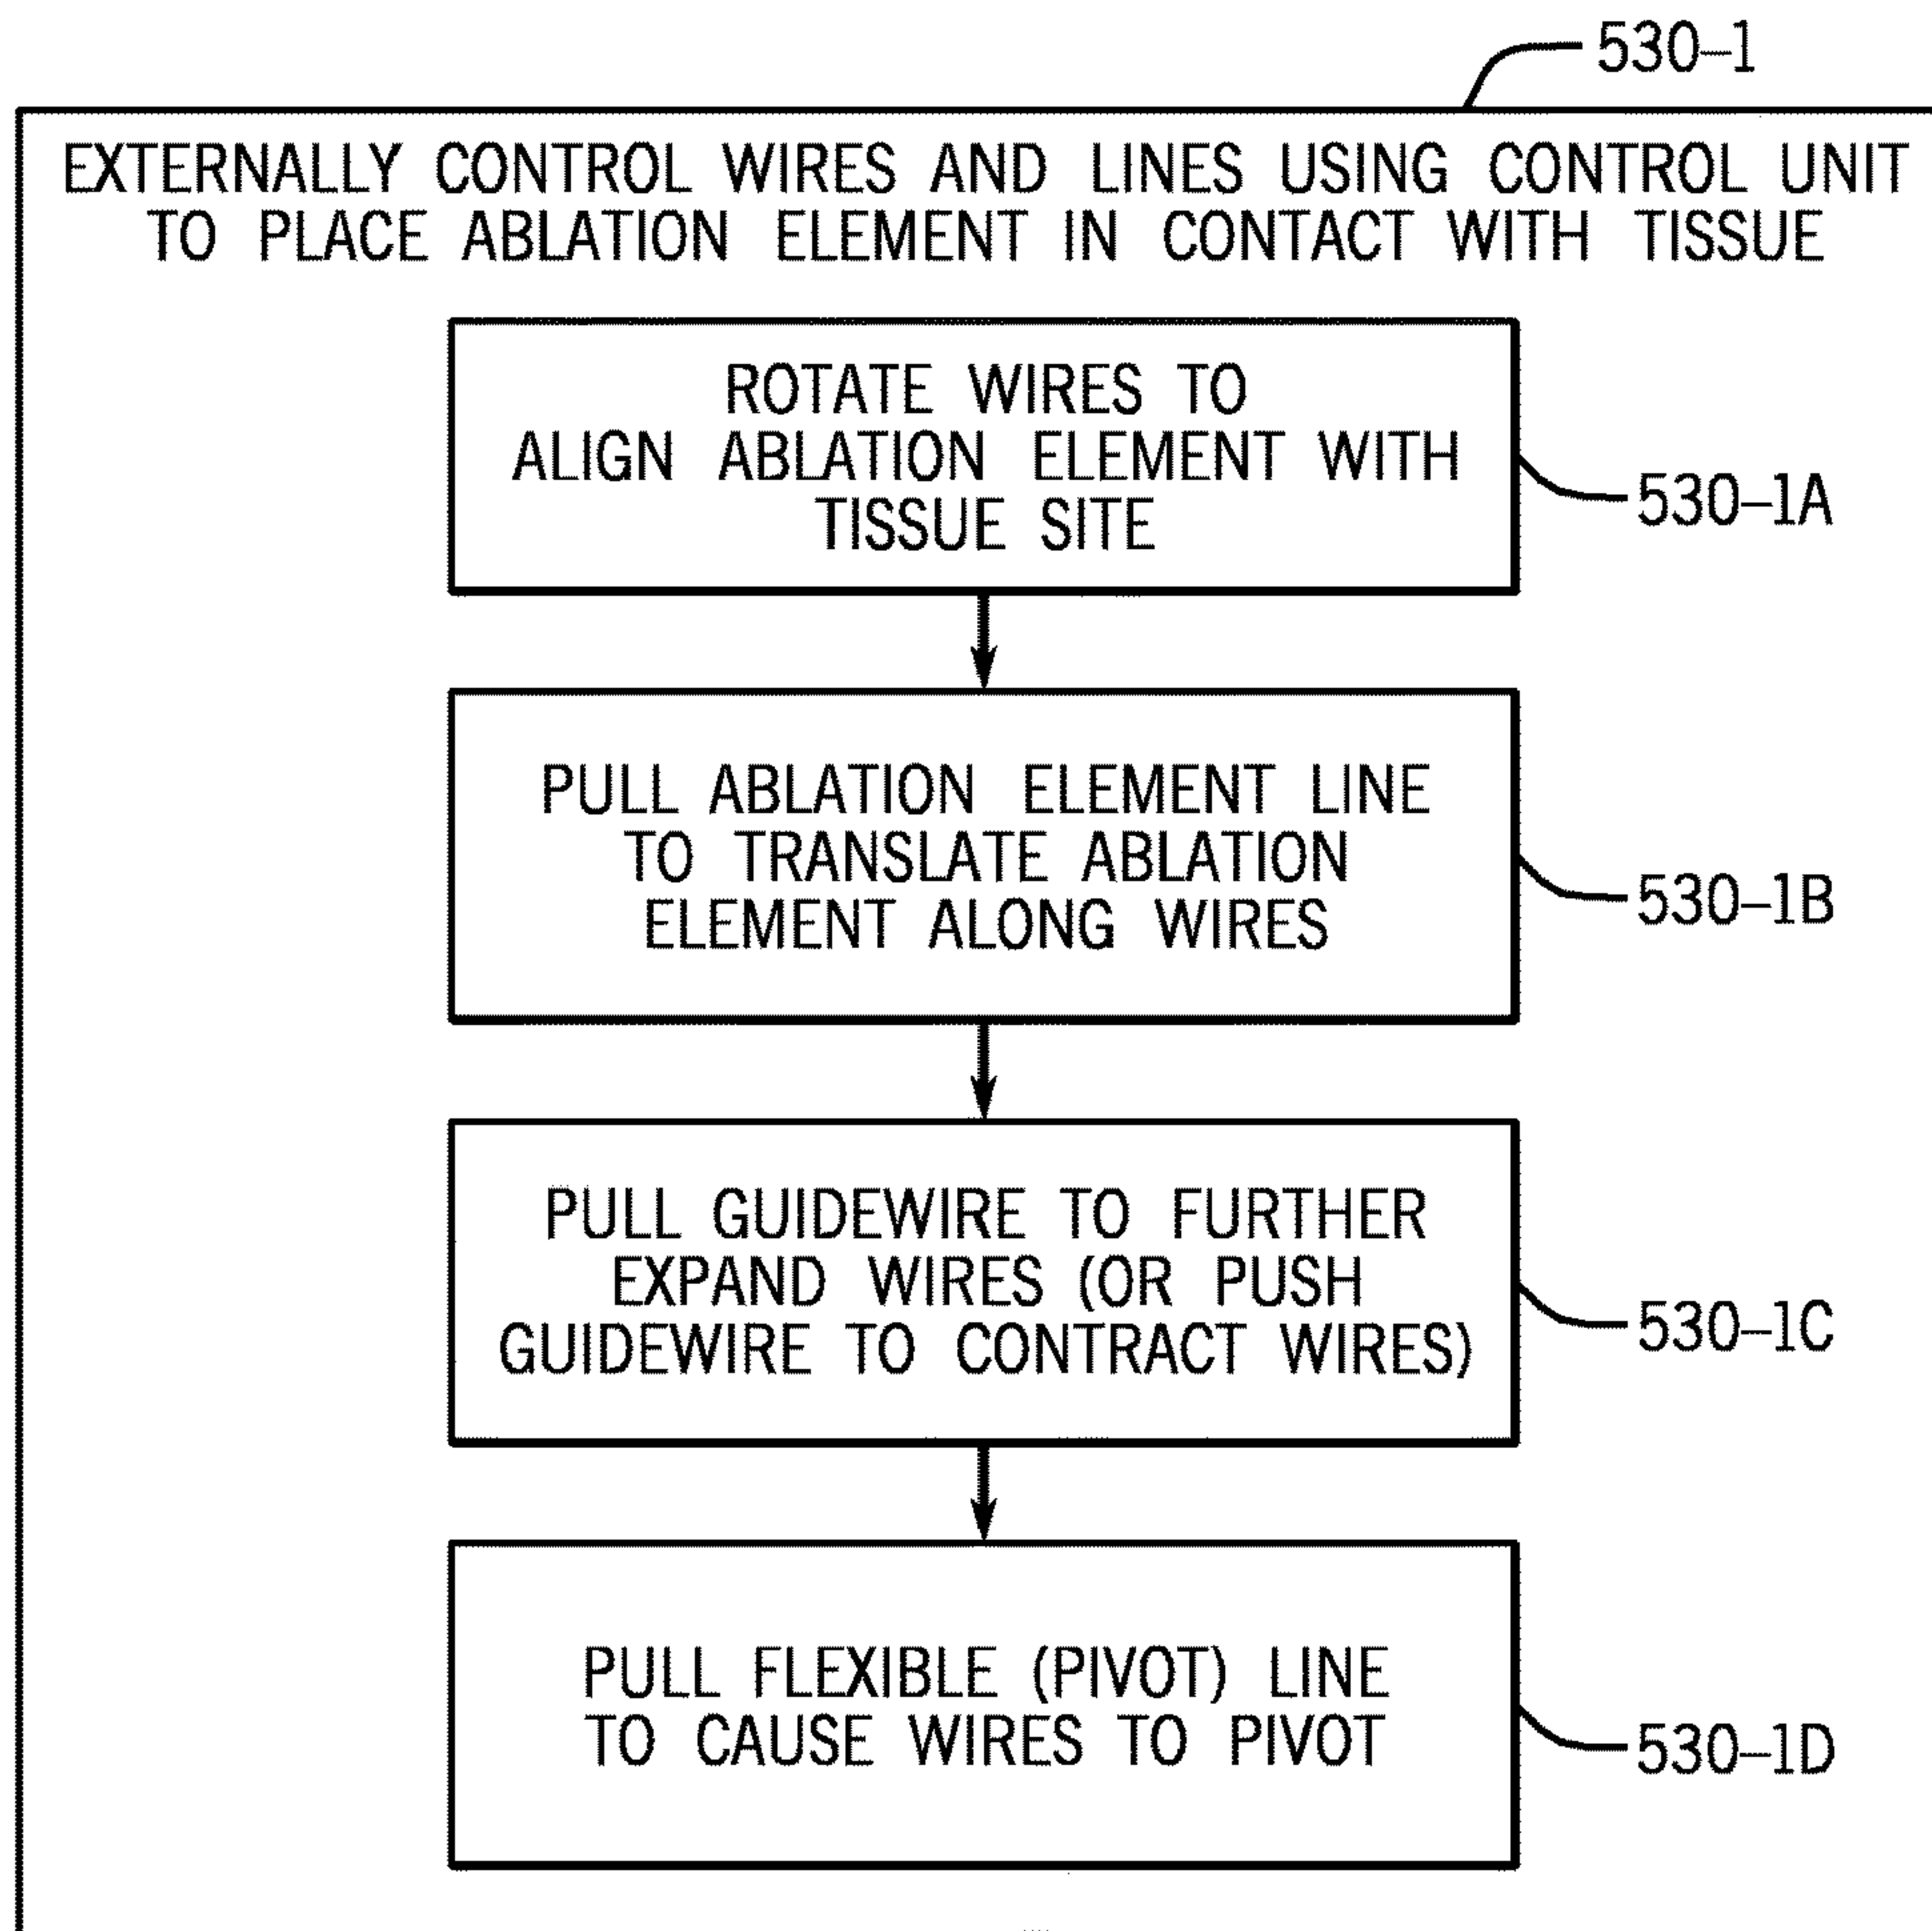 530-1
EXTERNALLY CONTROL WIRES AND LINES USING CONTROL UNIT
TO PLACE ABLATION ELEMENT IN CONTACT WITH TISSUE
ROTATE WIRES TO
ALIGN ABLATION ELEMENT WITH
TISSUE SITE
530-1A
PULL ABLATION ELEMENT LINE
TO TRANSLATE ABLATION
ELEMENT ALONG WIRES
530-1B
PULL GUIDEWIRE TO FURTHER
EXPAND WIRES (OR PUSH
GUIDEWIRE TO CONTRACT WIRES)
530-1C
PULL FLEXIBLE (PIVOT) LINE
TO CAUSE WIRES TO PIVOT
530-1D